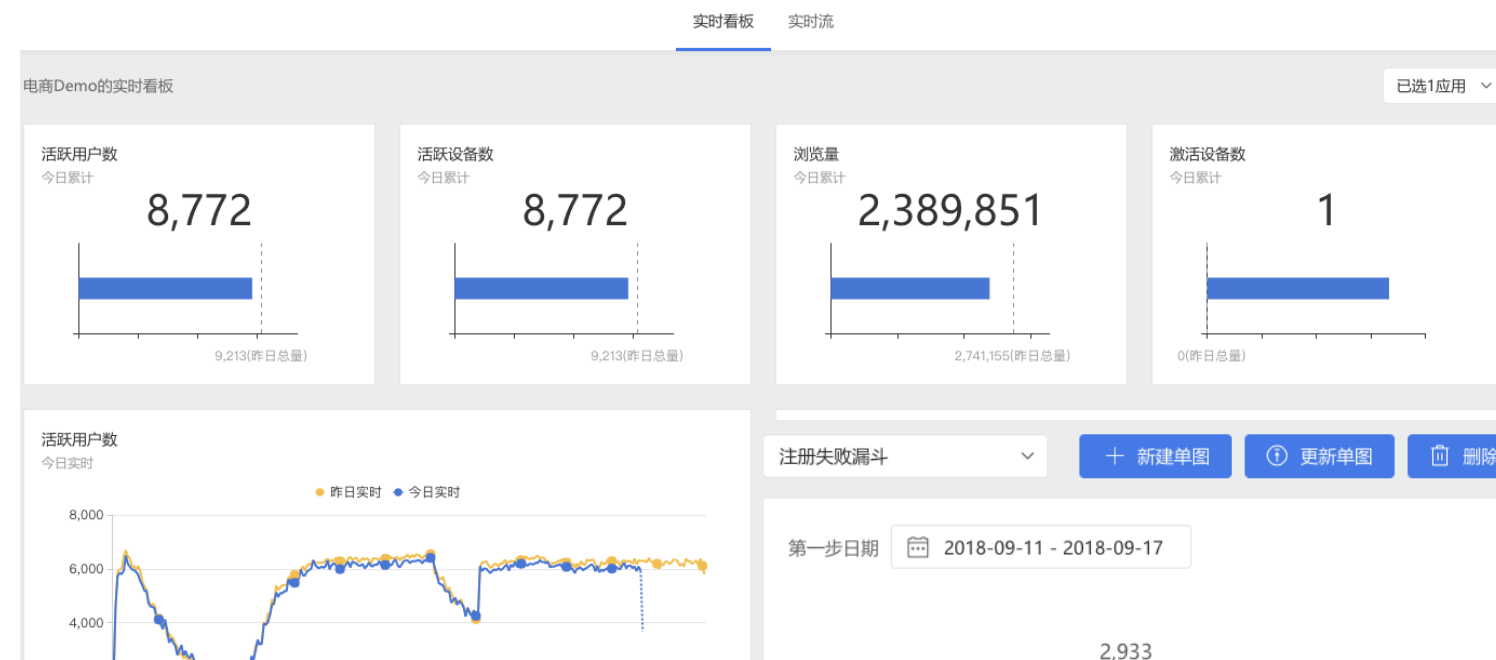 实时看板 实时流
电商Demo的实时看板
已选1应用
活跃用户数
今日累计
8,772
9,213(昨日总量)
活跃设备数
今日累计
8,772
9,213(昨日总量)
浏览量
今日累计
2,389,851
2,741,155(昨日总量)
激活设备数
今日累计
1
0(昨日总量)
活跃用户数
今日实时
昨日实时 今日实时
8,000
6,000
4,000
注册失败漏斗
新建单图
更新单图
删除
第一步日期
2018-09-11 - 2018-09-17
2,933